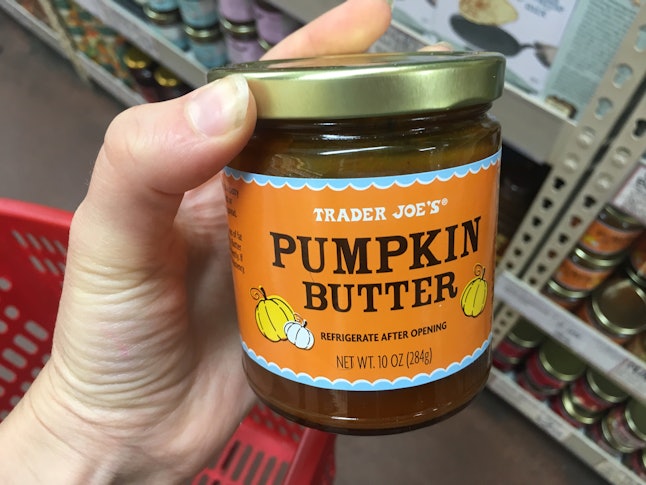 TRADER JOE'S®
PUMPKIN
BUTTER
REFRIGERATE AFTER OPENING
NET WT. 10 OZ (284g)